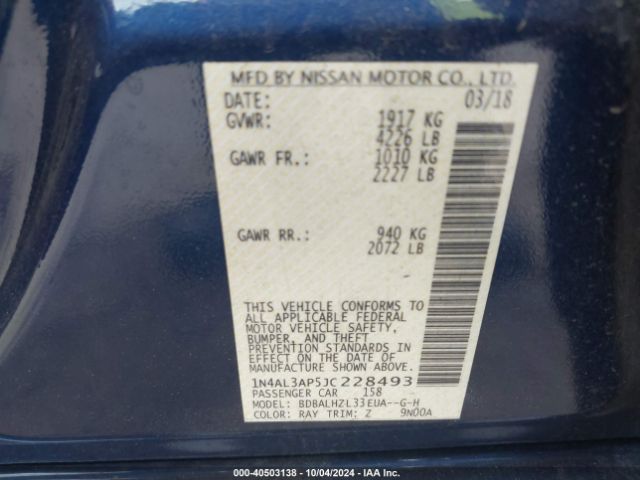 MFD BY NISSAN MOTOR CO., LTD.
DATE: 03/18
GVWR: 1917 KG
4226 LB
GAWR FR.: 1010 KG
2227 LB
GAWR RR.: 940 KG
2072 LB
THIS VEHICLE CONFORMS TO
ALL APPLICABLE FEDERAL
MOTOR VEHICLE SAFETY,
BUMPER, AND THEFT
PREVENTION STANDARDS IN
EFFECT ON THE DATE OF
MANUFACTURE SHOWN ABOVE.
1N4AL3AP5JC228493
PASSENGER CAR 158
MODEL: BDBALHZL33EUA--G-H
COLOR: RAY TRIM: Z 9N00A
000-40503138 - 10/04/2024 - IAA